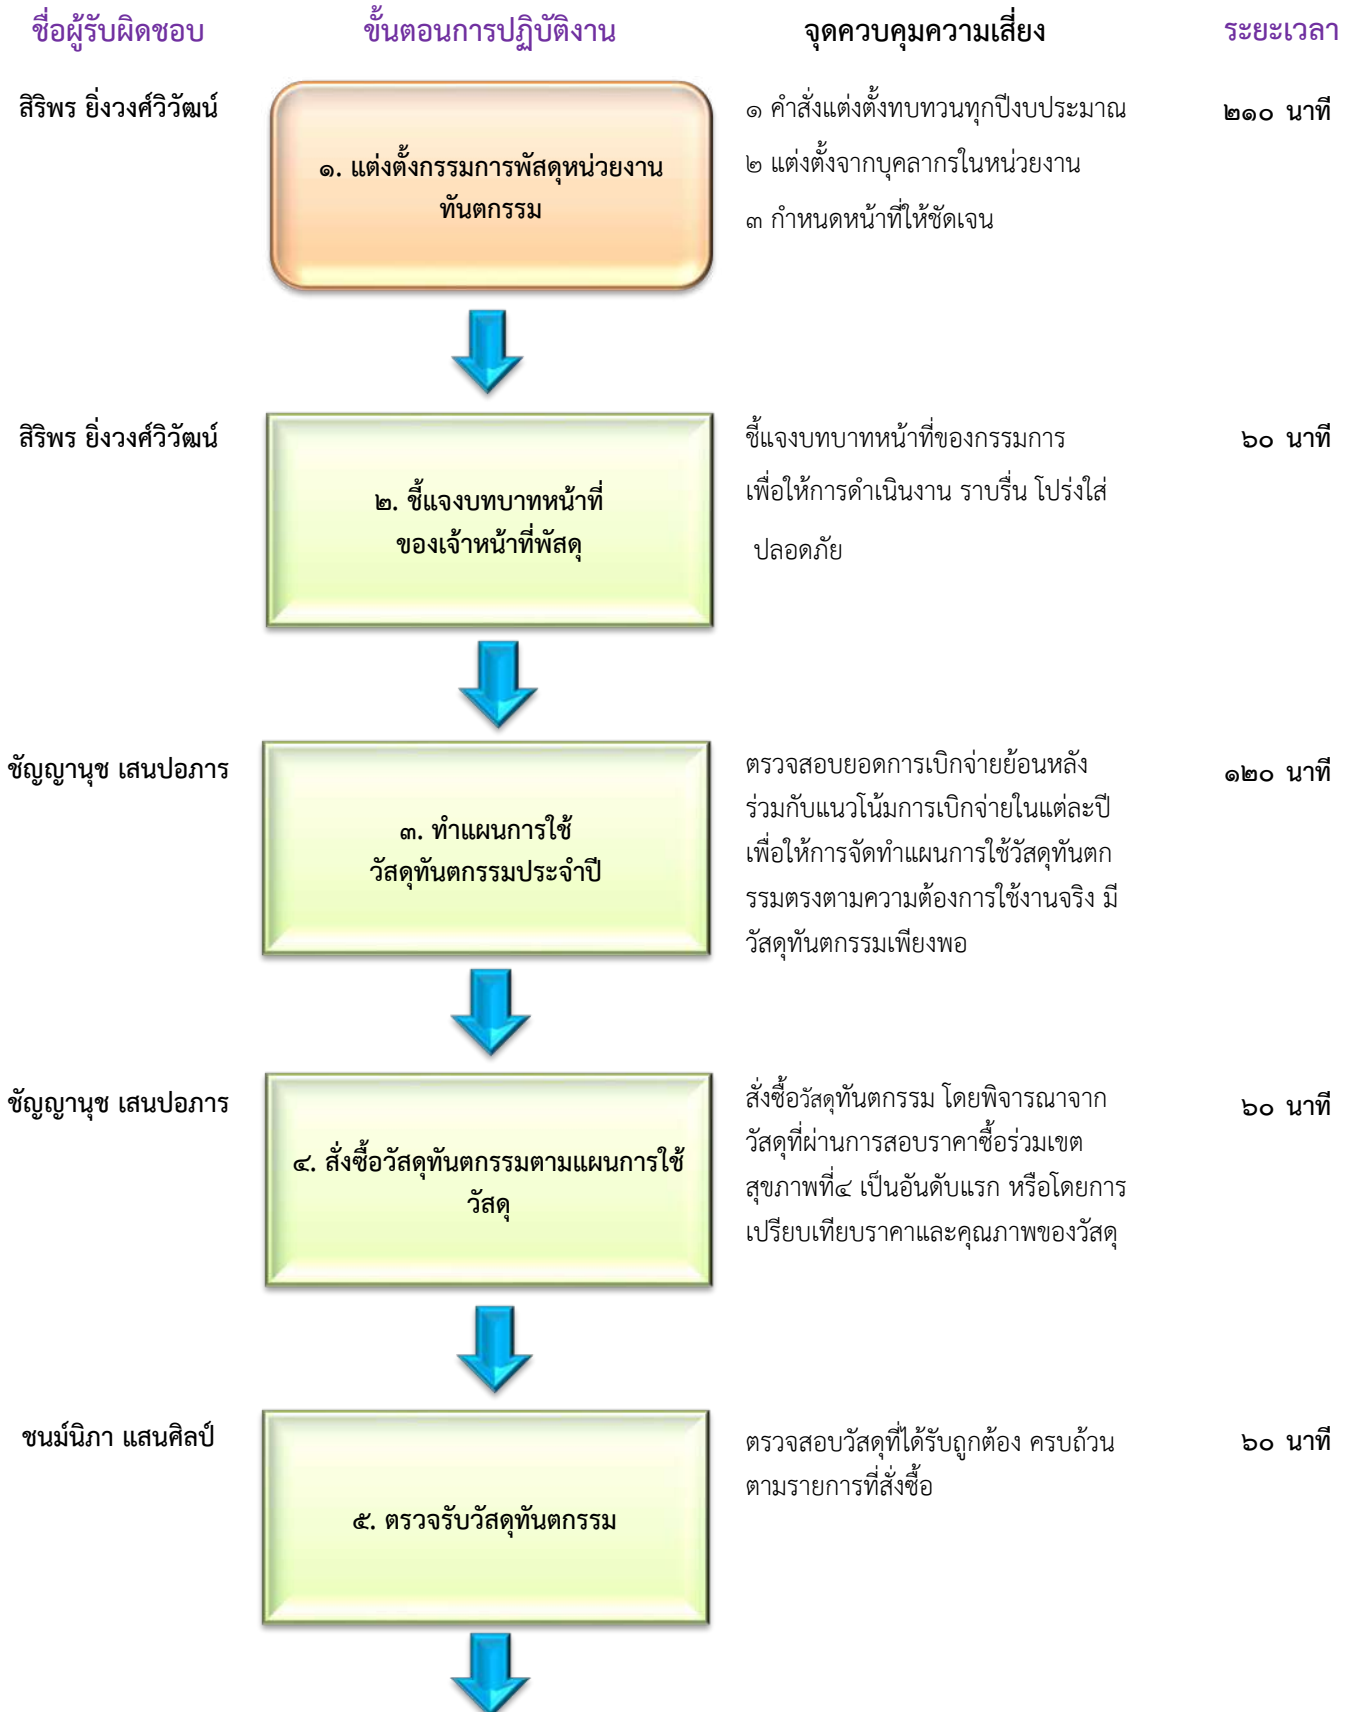 ชื่อผู้รับผิดชอบ ขั้นตอนการปฏิบัติงาน จุดควบคุมความเสี่ยง ระยะเวลา
สิริพร ยิ่งวงศ์วิวัฒน์
๑. แต่งตั้งกรรมการพัสดุหน่วยงาน
ทันตกรรม
๑ คำสั่งแต่งตั้งทบทวนทุกปีงบประมาณ
๒ แต่งตั้งจากบุคลากรในหน่วยงาน
๓ กำหนดหน้าที่ให้ชัดเจน
๒๑๐ นาที
สิริพร ยิ่งวงศ์วิวัฒน์
๒. ชี้แจงบทบาทหน้าที่
ของเจ้าหน้าที่พัสดุ
ชี้แจงบทบาทหน้าที่ของกรรมการ
เพื่อให้การดำเนินงาน ราบรื่น โปร่งใส่
ปลอดภัย
๖๐ นาที
ชัญญานุช เสนปอภาร
๓. ทำแผนการใช้
วัสดุทันตกรรมประจำปี
ตรวจสอบยอดการเบิกจ่ายย้อนหลัง
ร่วมกับแนวโน้มการเบิกจ่ายในแต่ละปี
เพื่อให้การจัดทำแผนการใช้วัสดุทันตก
รรมตรงตามความต้องการใช้งานจริง มี
วัสดุทันตกรรมเพียงพอ
๑๒๐ นาที
ชัญญานุช เสนปอภาร
๔. สั่งซื้อวัสดุทันตกรรมตามแผนการใช้
วัสดุ
สั่งซื้อวัสดุทันตกรรม โดยพิจารณาจาก
วัสดุที่ผ่านการสอบราคาซื้อร่วมเขต
สุขภาพที่๔ เป็นอันดับแรก หรือโดยการ
เปรียบเทียบราคาและคุณภาพของวัสดุ
๖๐ นาที
ชนม์นิภา แสนศิลป์
๕. ตรวจรับวัสดุทันตกรรม
ตรวจสอบวัสดุที่ได้รับถูกต้อง ครบถ้วน
ตามรายการที่สั่งซื้อ
๖๐ นาที